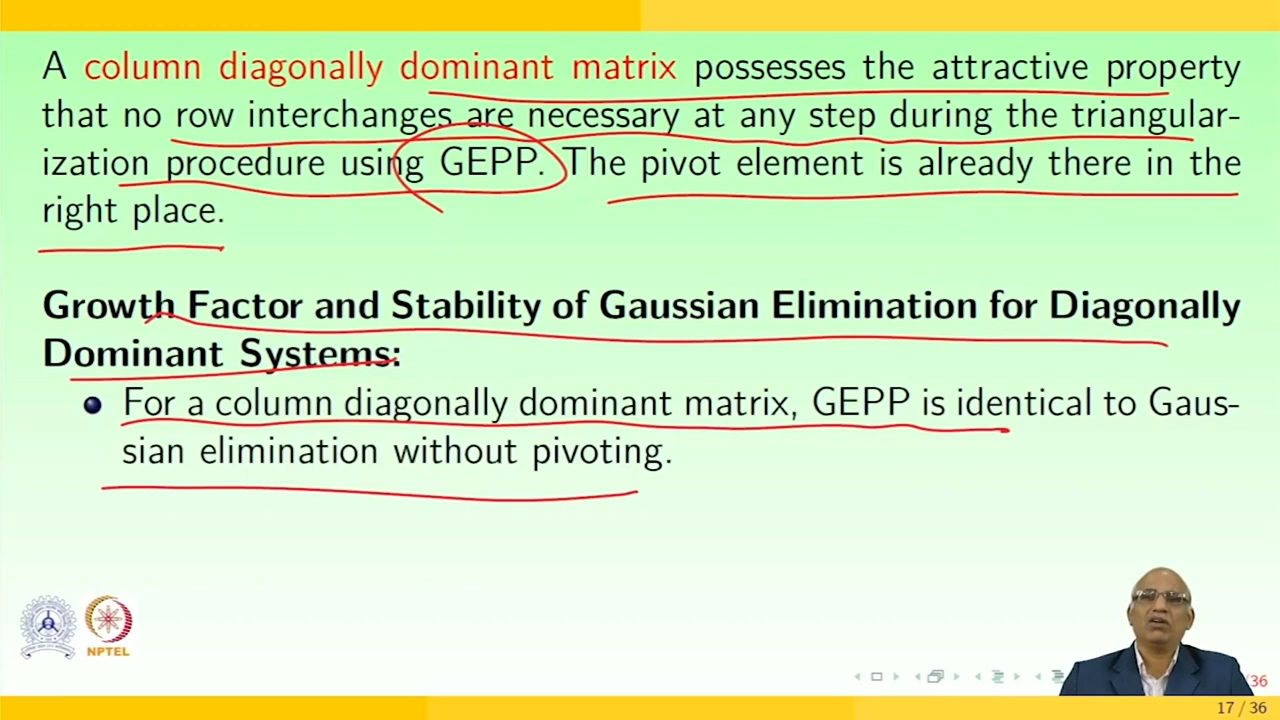 A column diagonally dominant matrix possesses the attractive property
that no row interchanges are necessary at any step during the triangular-
ization procedure using GEPP. The pivot element is already there in the
right place.
Growth Factor and Stability of Gaussian Elimination for Diagonally
Dominant Systems:
For a column diagonally dominant matrix, GEPP is identical to Gaus-
sian elimination without pivoting.
NPTEL
/36
17 / 36